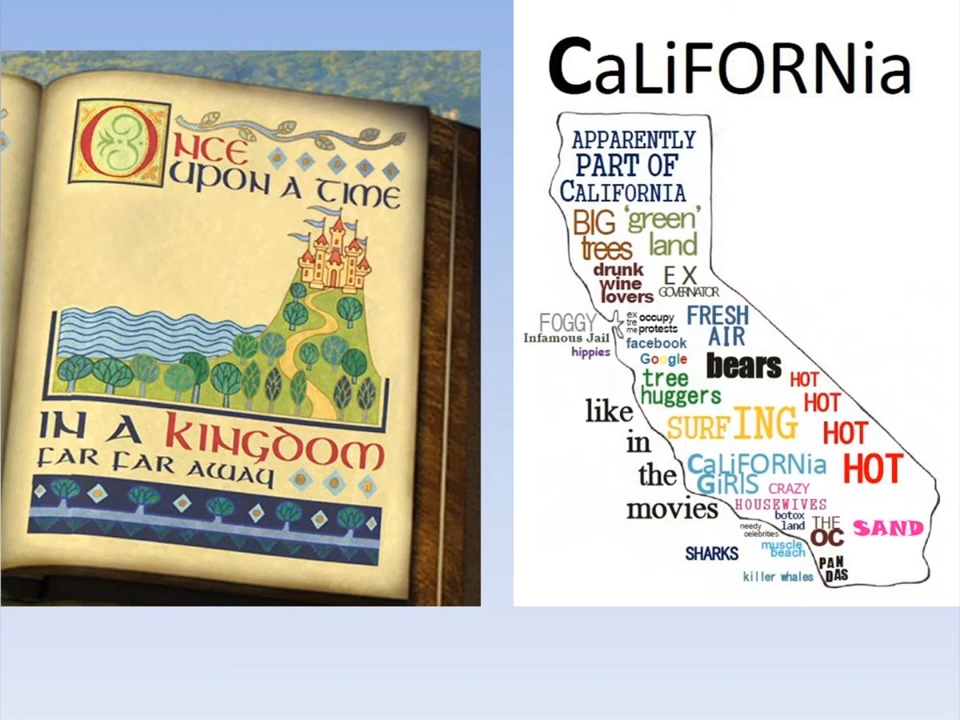 ONCE
UPON A TIME
IN A KINGDOM
FAR FAR AWAY
CaLiFORNia
APPARENTLY
PART OF
CALIFORNIA
BIG
trees
'green'
land
drunk
wine
lovers
EX
GOVERNATOR
FOGGY
Infamous Jail
hippies
ex
tre
me
occupy
protests
facebook
Google
FRESH
AIR
tree
huggers
bears
HOT
HOT
HOT
HOT
like
in
the
movies
SURFING
CaLiFORNia
GiRLS
CRAZY
HOUSEWIVES
botox
land
needy
celebrities
THE
OC
SAND
SHARKS
muscle
beach
killer whales
PAN
DAS